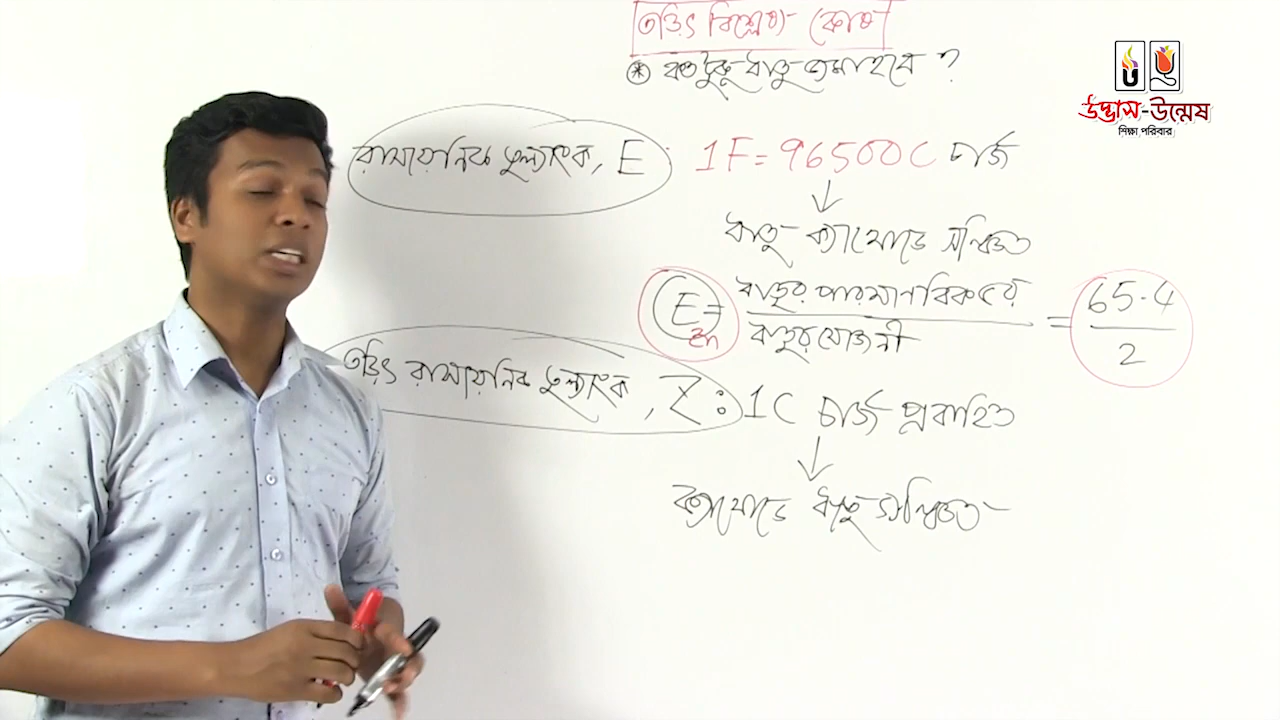 তড়িৎ বিশ্লেষ্য কোষ
* কতটুকু ধাতু জমা হবে ?
উদ্ভাস-উন্মেষ
শিক্ষা পরিবার
রাসায়নিক তুল্যাংক, E : 1F = 96500C চার্জ
↓
ধাতু ক্যাথোডে সঞ্চিত
E = ধাতুর পারমাণবিক ভর / ধাতুর যোজনী = 65.4 / 2
Zn
তড়িৎ রাসায়নিক তুল্যাংক, Z : 1C চার্জ প্রবাহিত
↓
ক্যাথোডে ধাতু সঞ্চিত